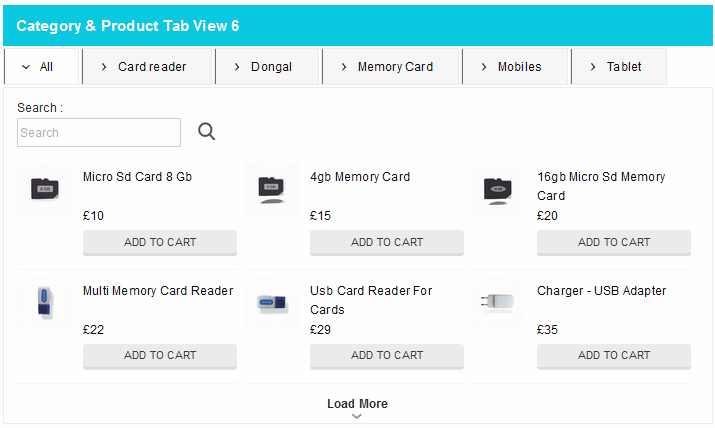 Category & Product Tab View 6
All
Card reader
Dongal
Memory Card
Mobiles
Tablet
Search :
Search
Micro Sd Card 8 Gb
£10
ADD TO CART
4gb Memory Card
£15
ADD TO CART
16gb Micro Sd Memory
Card
£20
ADD TO CART
Multi Memory Card Reader
£22
ADD TO CART
Usb Card Reader For
Cards
£29
ADD TO CART
Charger - USB Adapter
£35
ADD TO CART
Load More